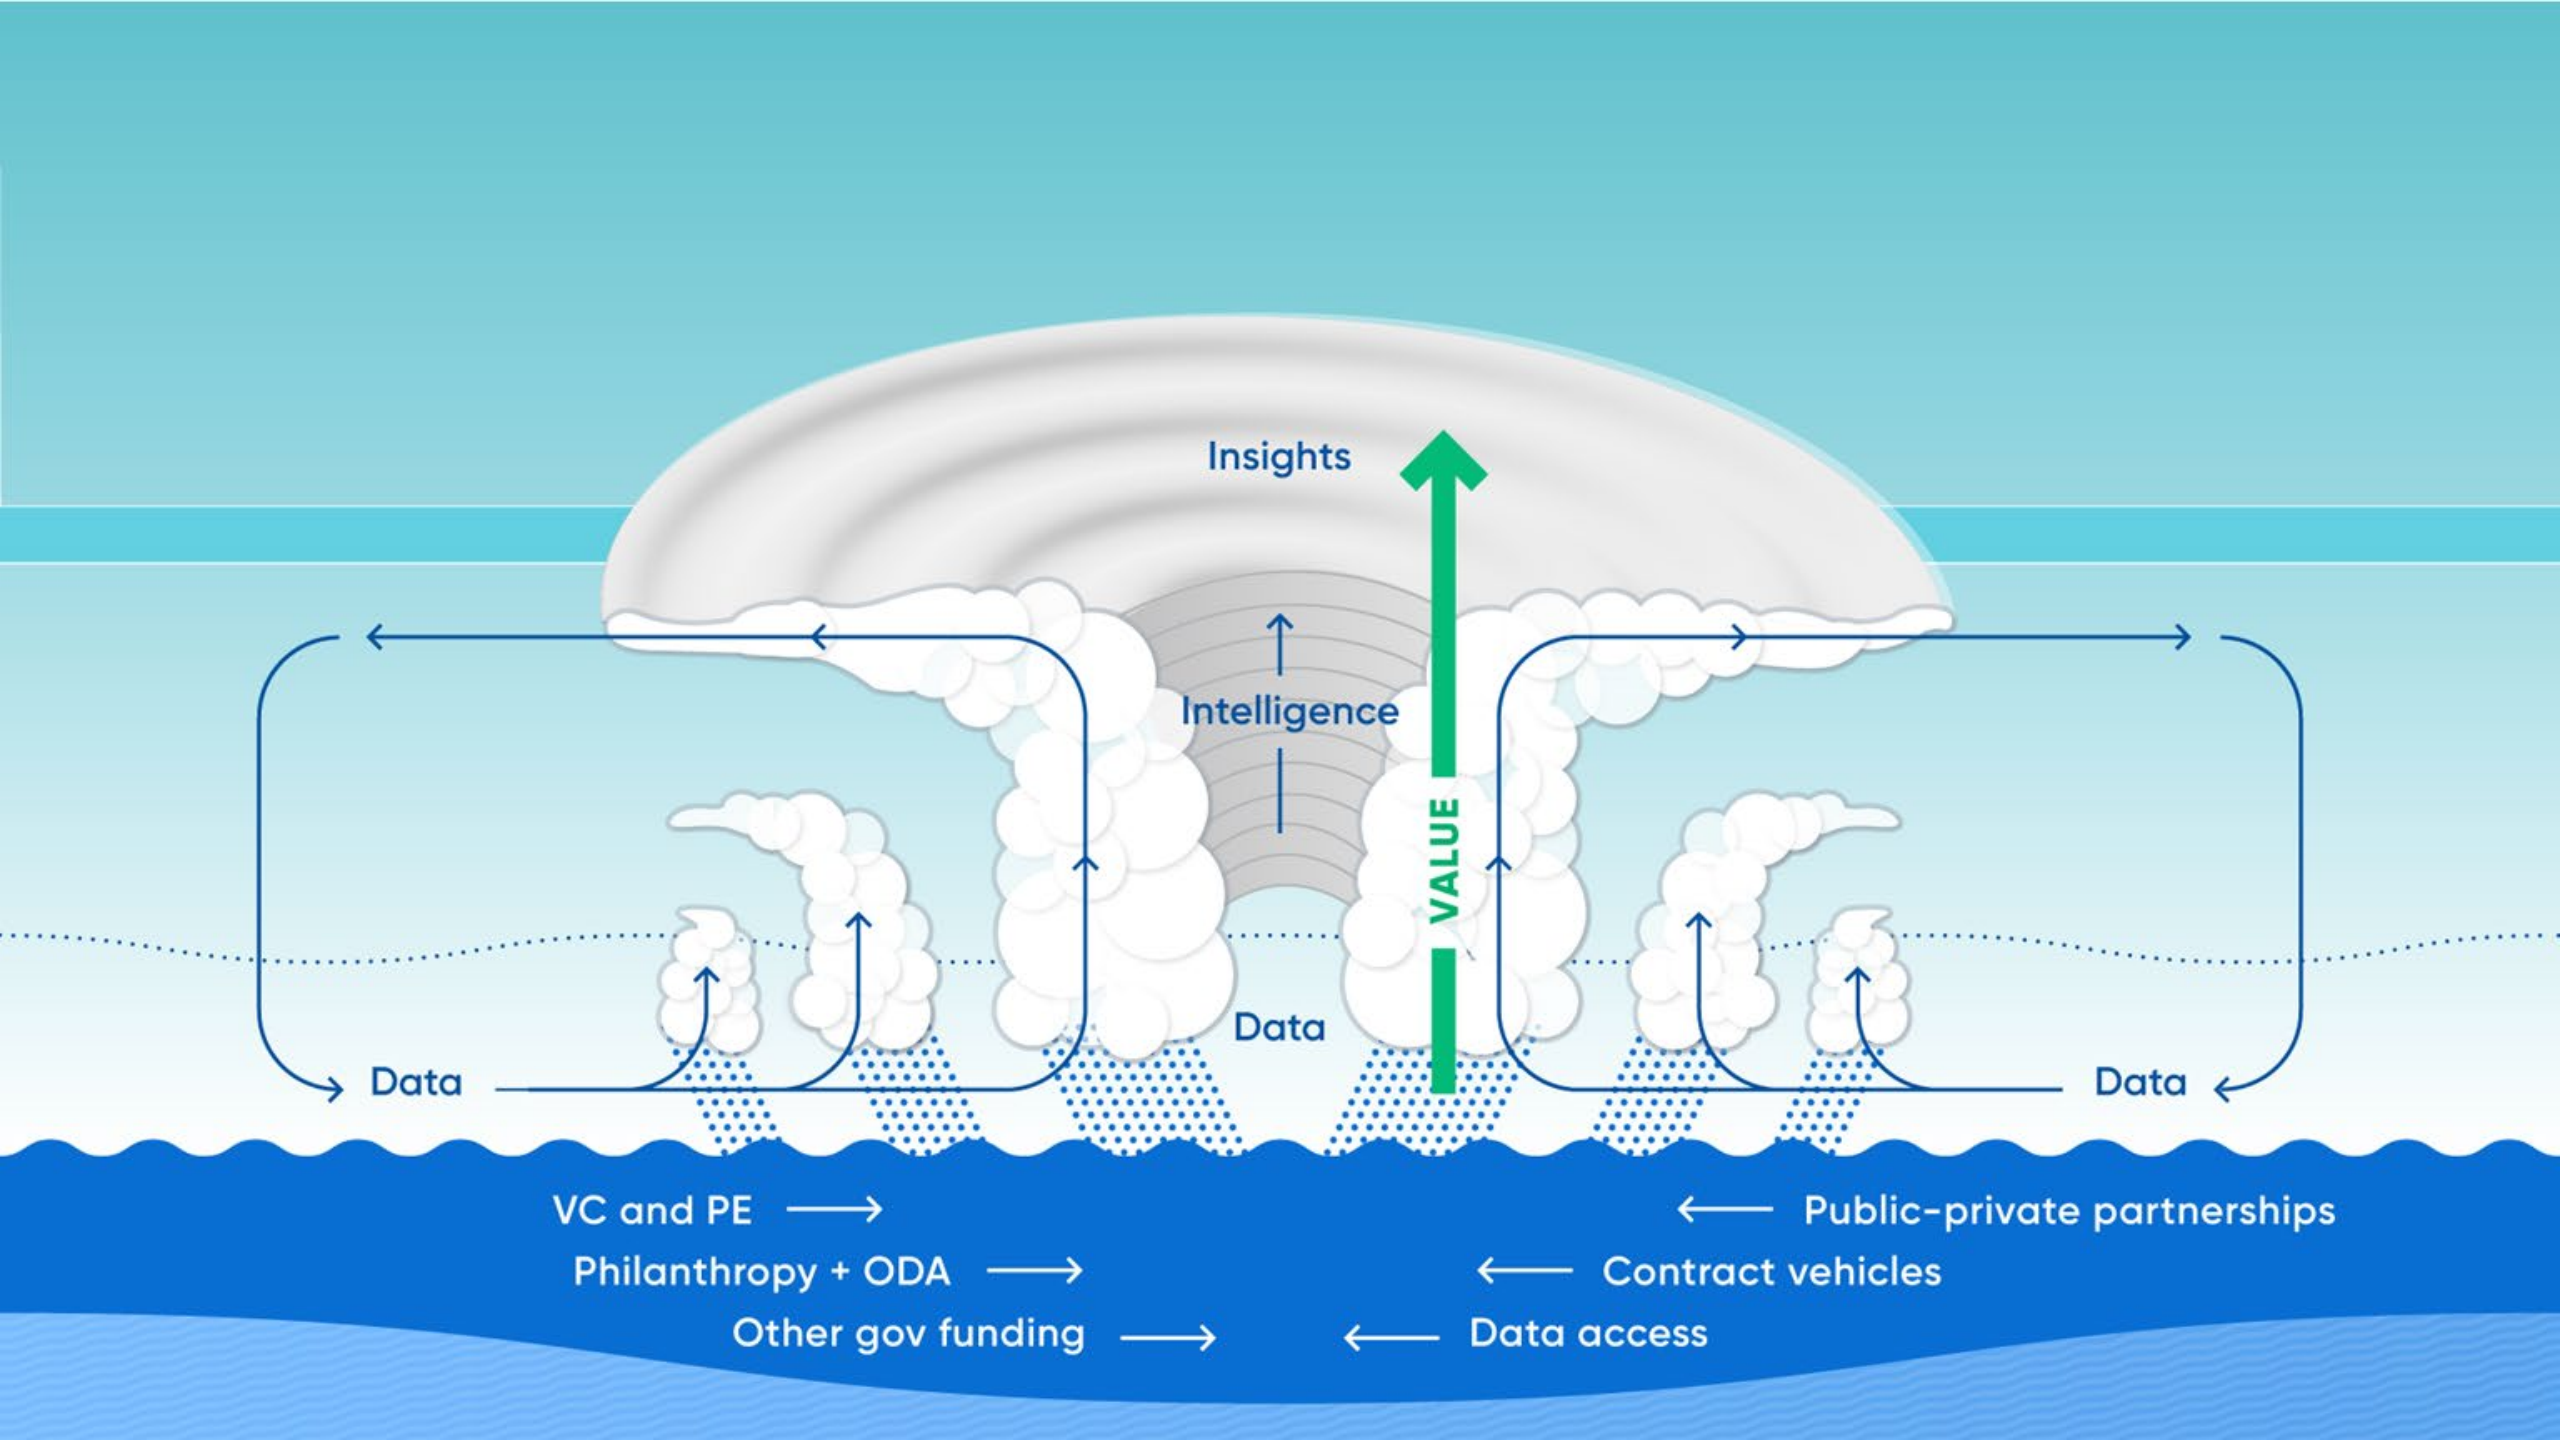 Insights
Intelligence
VALUE
Data
Data
Data
VC and PE
Public-private partnerships
Philanthropy + ODA
Contract vehicles
Other gov funding
Data access